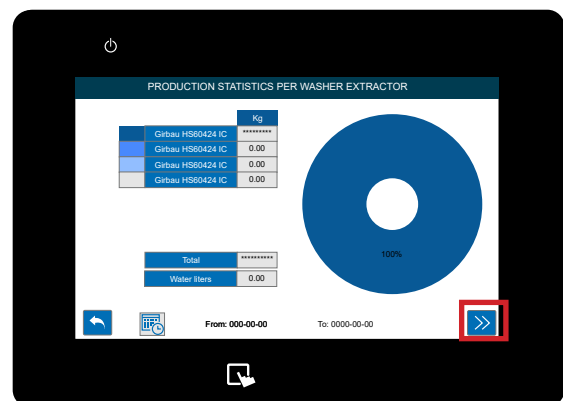 PRODUCTION STATISTICS PER WASHER EXTRACTOR
Kg
Girbau HS60424 IC *********
Girbau HS60424 IC 0.00
Girbau HS60424 IC 0.00
Girbau HS60424 IC 0.00
100%
Total **********
Water liters 0.00
From: 000-00-00 To: 0000-00-00